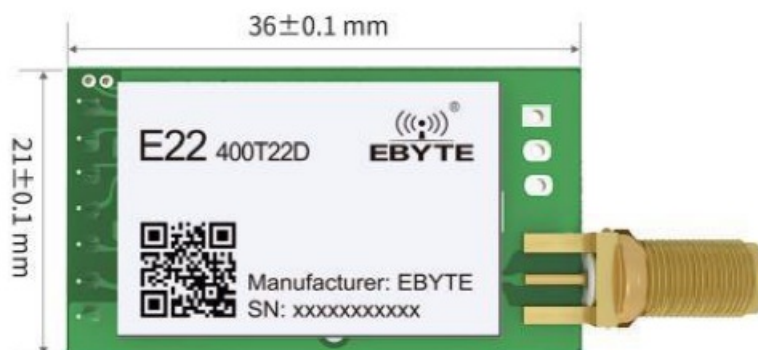 36±0.1 mm
21±0.1 mm
E22 400T22D
®
EBYTE
Manufacturer: EBYTE
SN: xxxxxxxxxxx